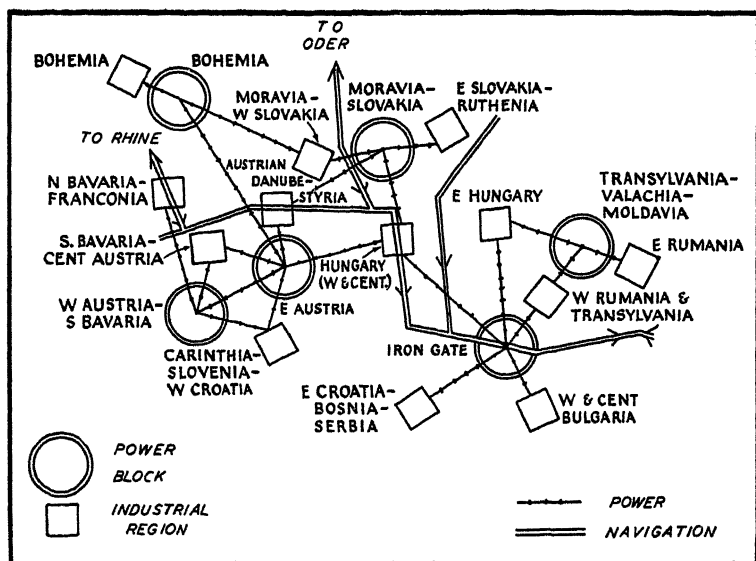 TO
ODER
BOHEMIA
BOHEMIA
MORAVIA-
W SLOVAKIA
MORAVIA-
SLOVAKIA
E SLOVAKIA-
RUTHENIA
TO RHINE
N BAVARIA-
FRANCONIA
AUSTRIAN
DANUBE-
STYRIA
E HUNGARY
TRANSYLVANIA-
VALACHIA-
MOLDAVIA
S. BAVARIA-
CENT AUSTRIA
HUNGARY
(W & CENT.)
E RUMANIA
W AUSTRIA-
S BAVARIA
E AUSTRIA
W RUMANIA &
TRANSYLVANIA
CARINTHIA-
SLOVENIA-
W CROATIA
IRON GATE
E CROATIA-
BOSNIA-
SERBIA
W & CENT
BULGARIA
POWER
BLOCK
INDUSTRIAL
REGION
POWER
NAVIGATION